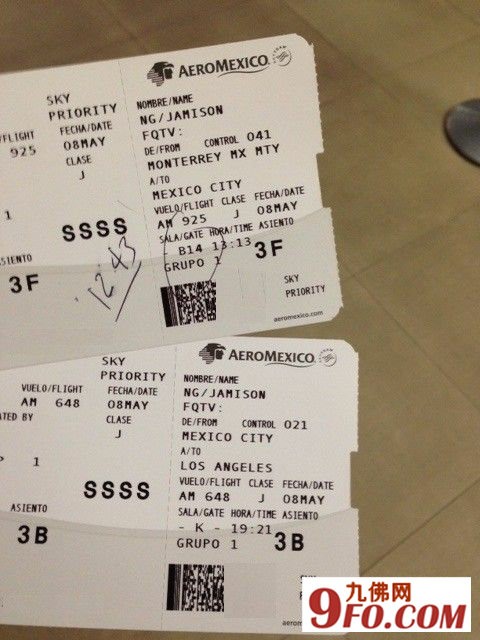 SKY
PRIORITY
/FLIGHT FECHA/DATE
925 08MAY
CLASE
J
1
SSSS
ASIENTO
3F
12:43
AEROMEXICO
SKYTEAM
NOMBRE/NAME
NG/JAMISON
FQTV:
DE/FROM CONTROL 041
MONTERREY MX MTY
A/TO
MEXICO CITY
VUELO/FLIGHT CLASE FECHA/DATE
AM 925 J 08MAY
SALA/GATE HORA/TIME ASIENTO
B14 13:13 3F
GRUPO 1
SKY
PRIORITY
aeromexico.com
SKY
PRIORITY
VUELO/FLIGHT FECHA/DATE
AM 648 08MAY
ATED BY CLASE
J
1
SSSS
ASIENTO
3B
AEROMEXICO
NOMBRE/NAME
NG/JAMISON
FQTV:
DE/FROM CONTROL 021
MEXICO CITY
A/TO
LOS ANGELES
VUELO/FLIGHT CLASE FECHA/DATE
AM 648 J 08MAY
SALA/GATE HORA/TIME ASIENTO
- K - 19:21 3B
GRUPO 1
九佛网
9FO.COM